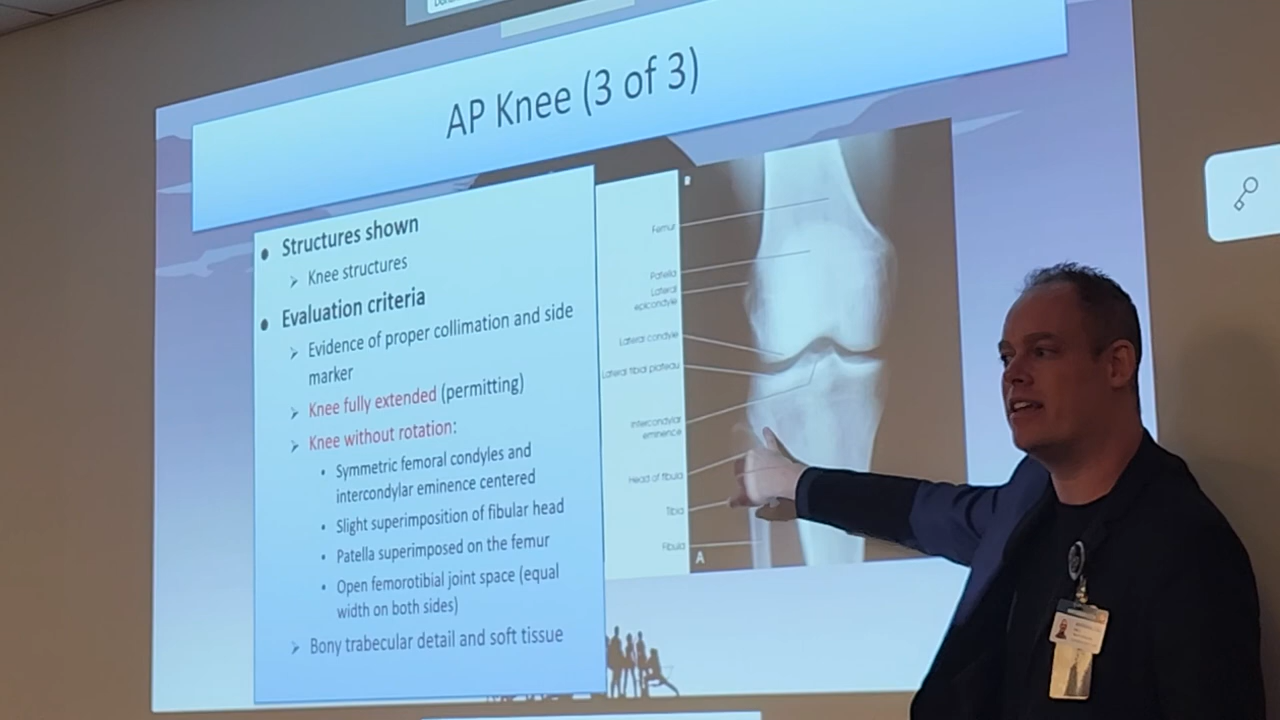 AP Knee (3 of 3)
Structures shown
Knee structures
Evaluation criteria
Evidence of proper collimation and side
marker
Knee fully extended (permitting)
Knee without rotation:
Symmetric femoral condyles and
intercondylar eminence centered
Slight superimposition of fibular head
Patella superimposed on the femur
Open femorotibial joint space (equal
width on both sides)
Bony trabecular detail and soft tissue
Femur
Patella
Lateral
epicondyle
Lateral condyle
Lateral tibial plateau
Intercondylar
eminence
Head of fibula
Tibia
Fibula
A